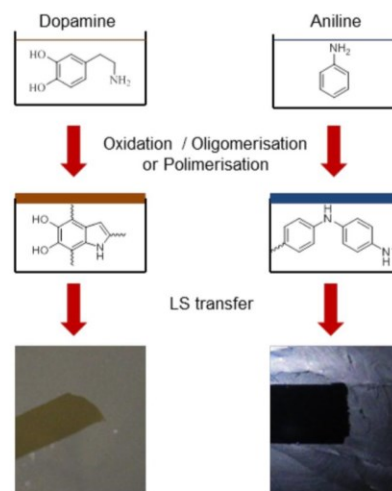 Dopamine
Aniline
HO
HO
NH2
NH2
Oxidation / Oligomerisation
or Polimerisation
HO
HO
N
H
H
N
N
H
LS transfer